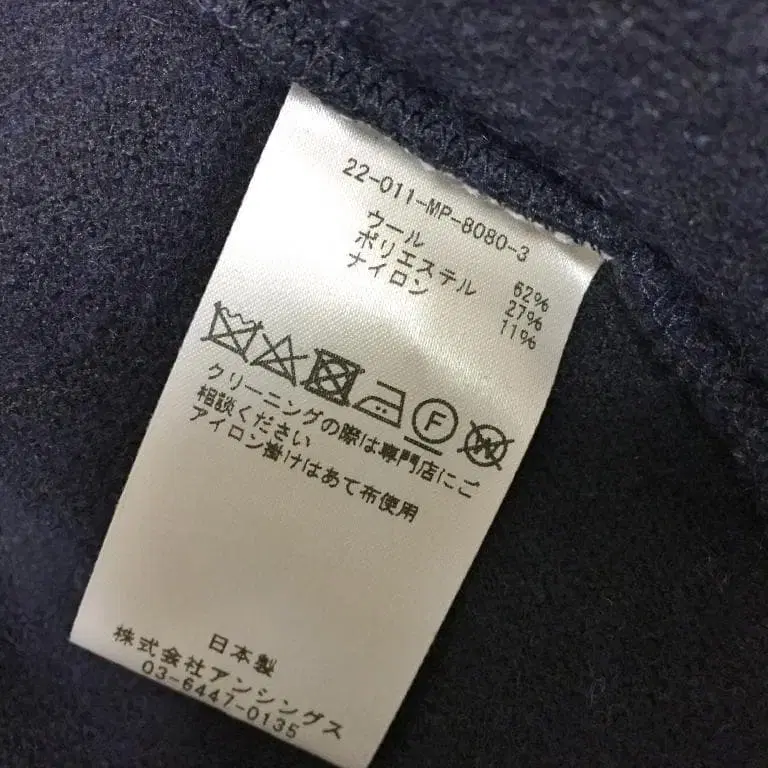 22-011-MP-8080-3
ウール 62%
ポリエステル 27%
ナイロン 11%
F W
クリーニングの際は専門店にご
相談ください
アイロン掛けはあて布使用
日本製
株式会社アンシングス
03-6447-0135